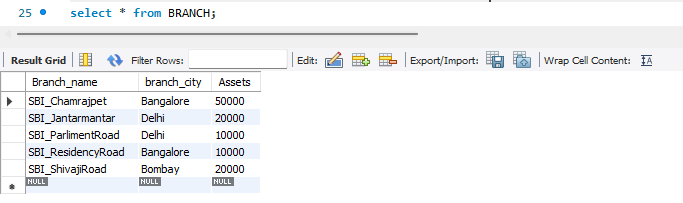 25 select * from BRANCH;
Result Grid Filter Rows: Edit: Export/Import: Wrap Cell Content: IA
Branch_name branch_city Assets
SBI_Chamrajpet Bangalore 50000
SBI_Jantarmantar Delhi 20000
SBI_ParlimentRoad Delhi 10000
SBI_ResidencyRoad Bangalore 10000
SBI_ShivajiRoad Bombay 20000
NULL NULL NULL